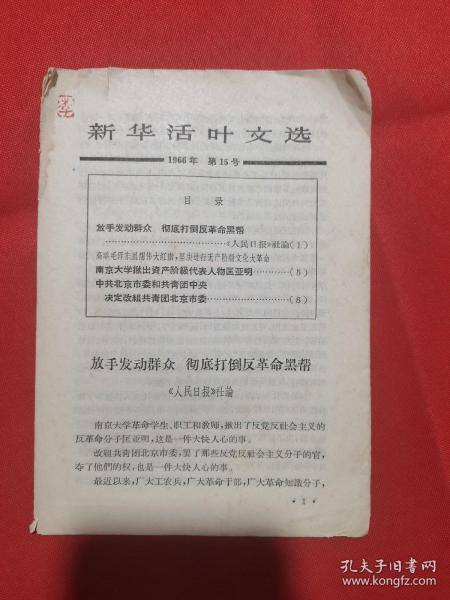 新华活叶文选
1966年 第15号
目 录
放手发动群众 彻底打倒反革命黑帮
《人民日报》社論(1)
高举毛泽东思想伟大红旗,坚决进行无产阶级文化大革命
南京大学揪出资产阶级代表人物匡亚明(5)
中共北京市委和共青团中央
决定改組共青团北京市委(8)
放手发动群众 彻底打倒反革命黑帮
《人民日报》社論
南京大学革命学生、职工和教师,揪出了反党反社会主义的
反革命分子匡亚明,这是一件大快人心的事。
改組共青团北京市委,罢了那些反党反社会主义分子的官,
夺了他們的权,也是一件大快人心的事。
最近以来,广大工农兵,广大革命干部,广大革命知識分子,
·1·
孔夫子旧书网
www.kongfz.com